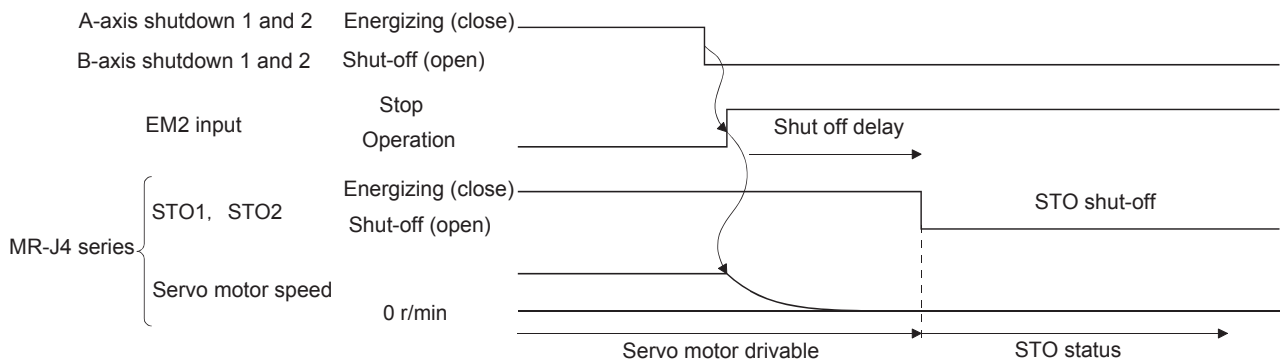 A-axis shutdown 1 and 2 Energizing (close)
B-axis shutdown 1 and 2 Shut-off (open)
Stop
EM2 input
Operation
Shut off delay
Energizing (close)
STO1, STO2
Shut-off (open)
STO shut-off
MR-J4 series
Servo motor speed
0 r/min
Servo motor drivable
STO status